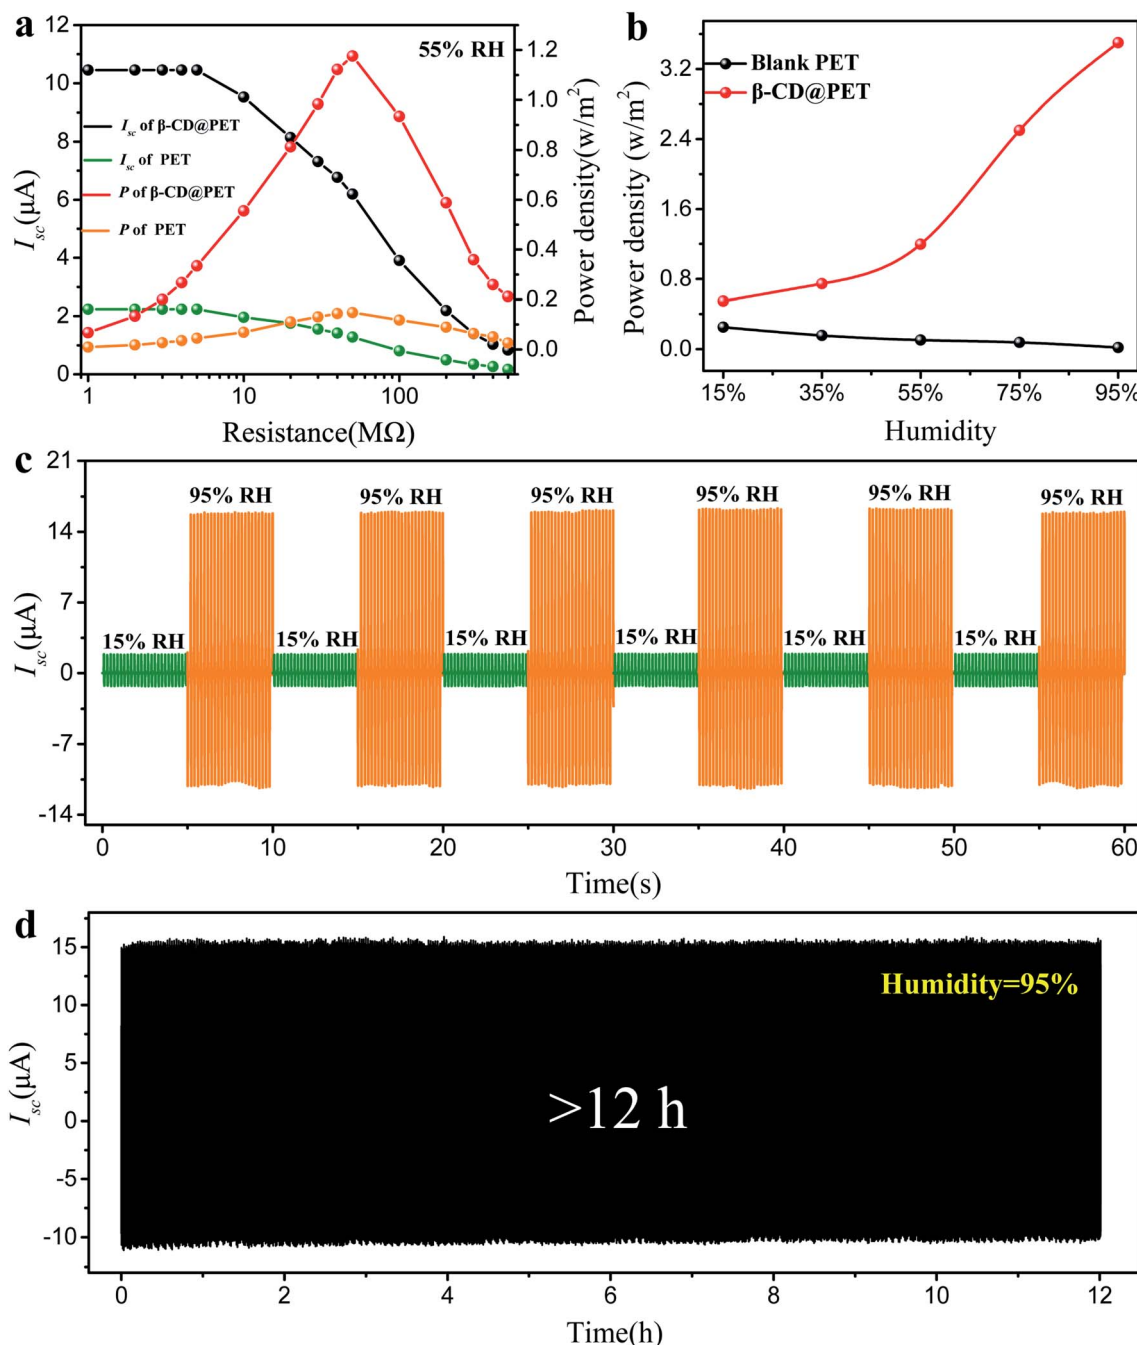 a
55% RH
12
10
8
6
4
2
0
1.2
1.0
0.8
0.6
0.4
0.2
0.0
I_sc of β-CD@PET
I_sc of PET
P of β-CD@PET
P of PET
I_sc(μA)
Power density(w/m²)
1
10
100
Resistance(MΩ)
b
Blank PET
β-CD@PET
3.2
2.4
1.6
0.8
0.0
Power density (w/m²)
15%
35%
55%
75%
95%
Humidity
c
21
14
7
0
-7
-14
I_sc(μA)
95% RH
95% RH
95% RH
95% RH
95% RH
95% RH
15% RH
15% RH
15% RH
15% RH
15% RH
15% RH
0
10
20
30
40
50
60
Time(s)
d
15
10
5
0
-5
-10
I_sc(μA)
Humidity=95%
>12 h
0
2
4
6
8
10
12
Time(h)